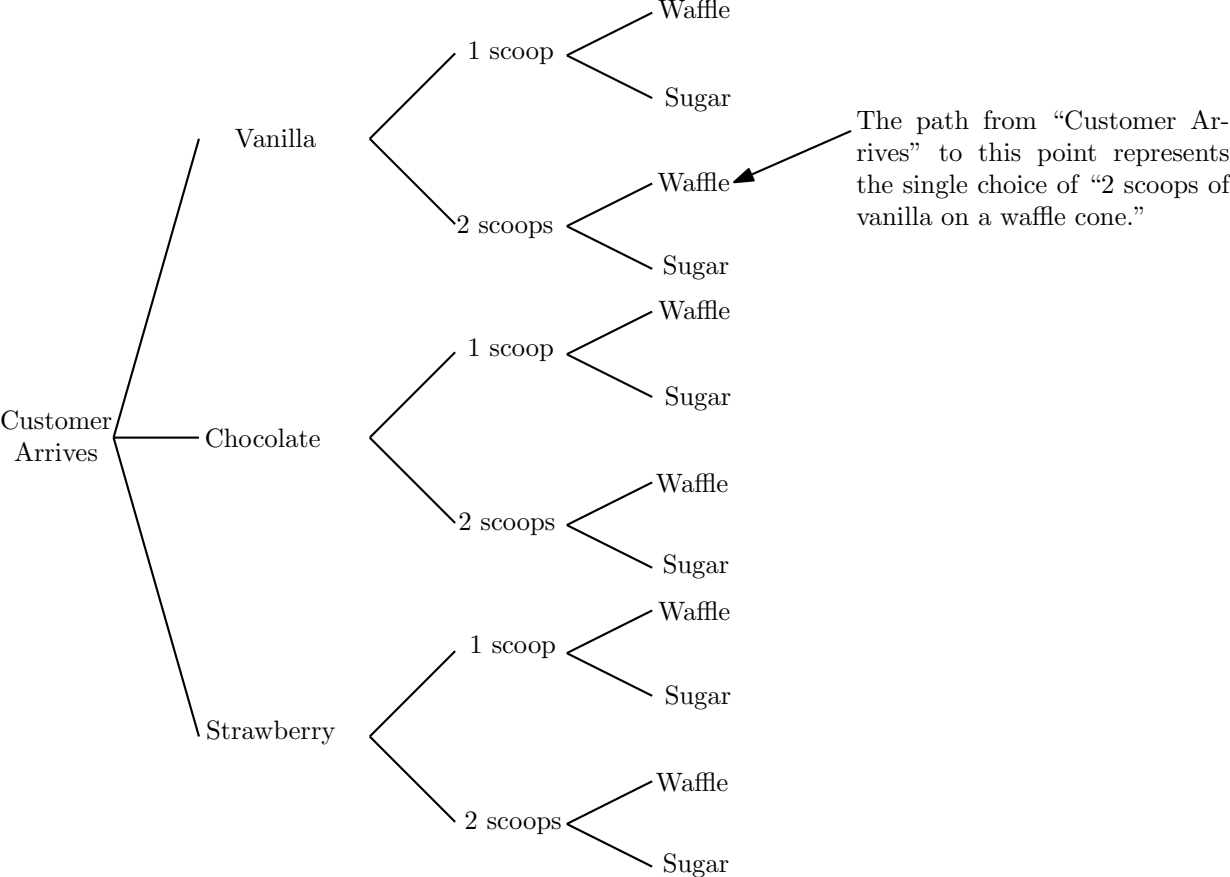 Waffle
1 scoop
Sugar
Vanilla
Waffle
2 scoops
Sugar
The path from “Customer Ar-
rives” to this point represents
the single choice of “2 scoops of
vanilla on a waffle cone.”
Waffle
1 scoop
Sugar
Customer
Arrives
Chocolate
Waffle
2 scoops
Sugar
Waffle
1 scoop
Sugar
Strawberry
Waffle
2 scoops
Sugar